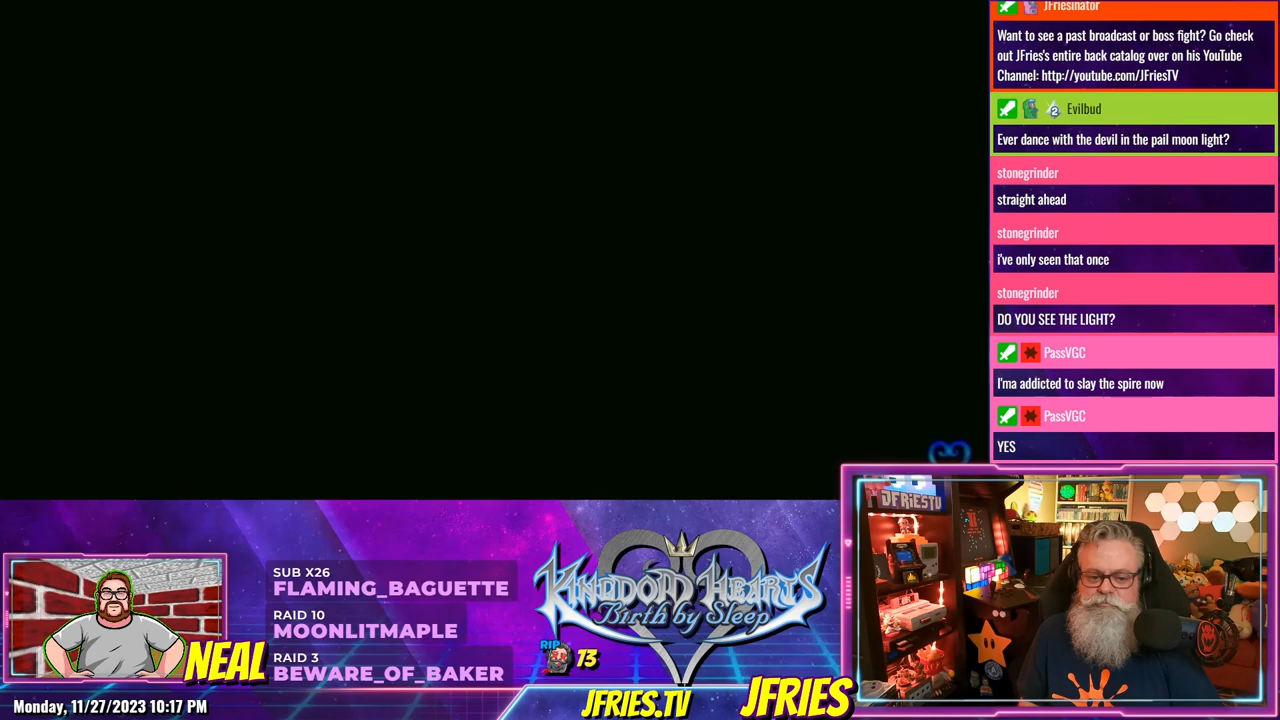 JFriesinator
Want to see a past broadcast or boss fight? Go check
out JFries's entire back catalog over on his YouTube
Channel: http://youtube.com/JFriesTV
2
Evilbud
Ever dance with the devil in the pail moon light?
stonegrinder
straight ahead
stonegrinder
i've only seen that once
stonegrinder
DO YOU SEE THE LIGHT?
PassVGC
I'ma addicted to slay the spire now
PassVGC
YES
JFRIESTV
SUB X26
FLAMING_BAGUETTE
RAID 10
MOONLITMAPLE
RAID 3
BEWARE_OF_BAKER
KINGDOM HEARTS
Birth by Sleep
RIP
13
NEAL
JFRIES.TV
JFRIES
Monday, 11/27/2023 10:17 PM